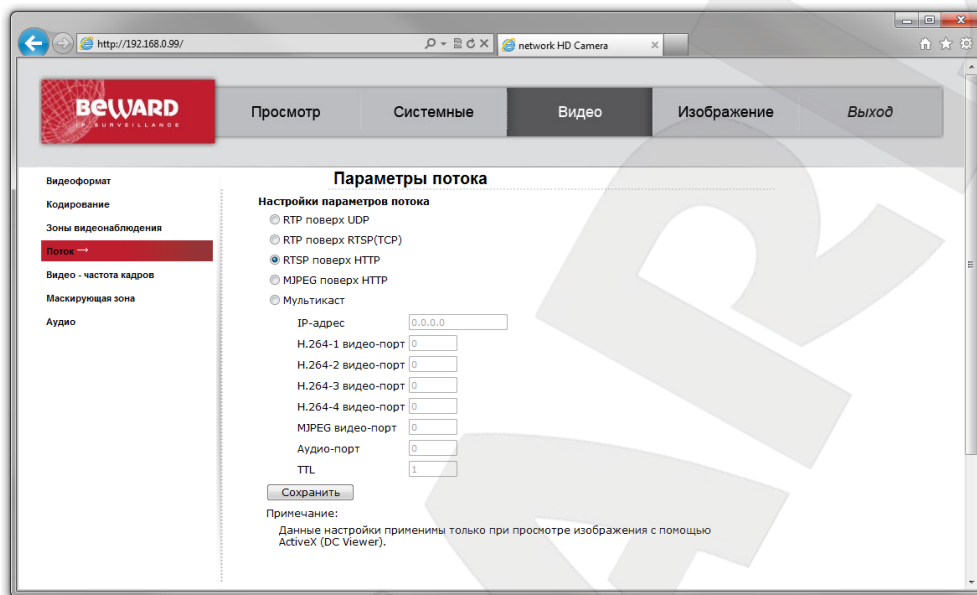 http://192.168.0.99/
network HD Camera
BEWARD
IP SURVEILLANCE
Просмотр
Системные
Видео
Изображение
Выход
Видеоформат
Кодирование
Зоны видеонаблюдения
Поток →
Видео - частота кадров
Маскирующая зона
Аудио
Параметры потока
Настройки параметров потока
RTP поверх UDP
RTP поверх RTSP(TCP)
RTSP поверх HTTP
MJPEG поверх HTTP
Мультикаст
IP-адрес 0.0.0.0
H.264-1 видео-порт 0
H.264-2 видео-порт 0
H.264-3 видео-порт 0
H.264-4 видео-порт 0
MJPEG видео-порт 0
Аудио-порт 0
TTL 1
Сохранить
Примечание:
Данные настройки применимы только при просмотре изображения с помощью
ActiveX (DC Viewer).